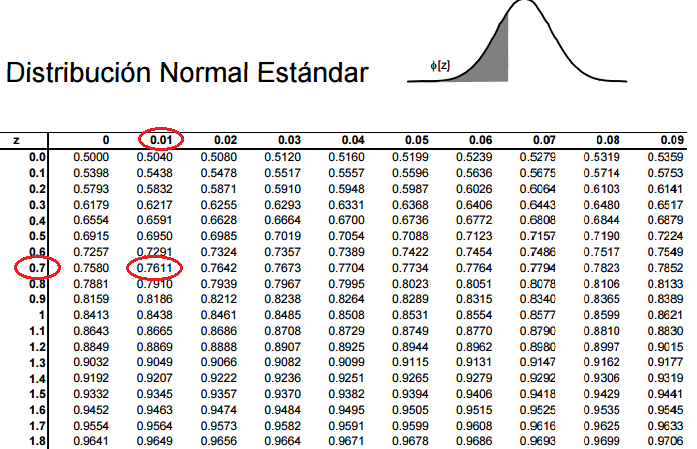 ϕ[z]
Distribución Normal Estándar
z 0 0.01 0.02 0.03 0.04 0.05 0.06 0.07 0.08 0.09
0.0 0.5000 0.5040 0.5080 0.5120 0.5160 0.5199 0.5239 0.5279 0.5319 0.5359
0.1 0.5398 0.5438 0.5478 0.5517 0.5557 0.5596 0.5636 0.5675 0.5714 0.5753
0.2 0.5793 0.5832 0.5871 0.5910 0.5948 0.5987 0.6026 0.6064 0.6103 0.6141
0.3 0.6179 0.6217 0.6255 0.6293 0.6331 0.6368 0.6406 0.6443 0.6480 0.6517
0.4 0.6554 0.6591 0.6628 0.6664 0.6700 0.6736 0.6772 0.6808 0.6844 0.6879
0.5 0.6915 0.6950 0.6985 0.7019 0.7054 0.7088 0.7123 0.7157 0.7190 0.7224
0.6 0.7257 0.7291 0.7324 0.7357 0.7389 0.7422 0.7454 0.7486 0.7517 0.7549
0.7 0.7580 0.7611 0.7642 0.7673 0.7704 0.7734 0.7764 0.7794 0.7823 0.7852
0.8 0.7881 0.7910 0.7939 0.7967 0.7995 0.8023 0.8051 0.8078 0.8106 0.8133
0.9 0.8159 0.8186 0.8212 0.8238 0.8264 0.8289 0.8315 0.8340 0.8365 0.8389
1 0.8413 0.8438 0.8461 0.8485 0.8508 0.8531 0.8554 0.8577 0.8599 0.8621
1.1 0.8643 0.8665 0.8686 0.8708 0.8729 0.8749 0.8770 0.8790 0.8810 0.8830
1.2 0.8849 0.8869 0.8888 0.8907 0.8925 0.8944 0.8962 0.8980 0.8997 0.9015
1.3 0.9032 0.9049 0.9066 0.9082 0.9099 0.9115 0.9131 0.9147 0.9162 0.9177
1.4 0.9192 0.9207 0.9222 0.9236 0.9251 0.9265 0.9279 0.9292 0.9306 0.9319
1.5 0.9332 0.9345 0.9357 0.9370 0.9382 0.9394 0.9406 0.9418 0.9429 0.9441
1.6 0.9452 0.9463 0.9474 0.9484 0.9495 0.9505 0.9515 0.9525 0.9535 0.9545
1.7 0.9554 0.9564 0.9573 0.9582 0.9591 0.9599 0.9608 0.9616 0.9625 0.9633
1.8 0.9641 0.9649 0.9656 0.9664 0.9671 0.9678 0.9686 0.9693 0.9699 0.9706